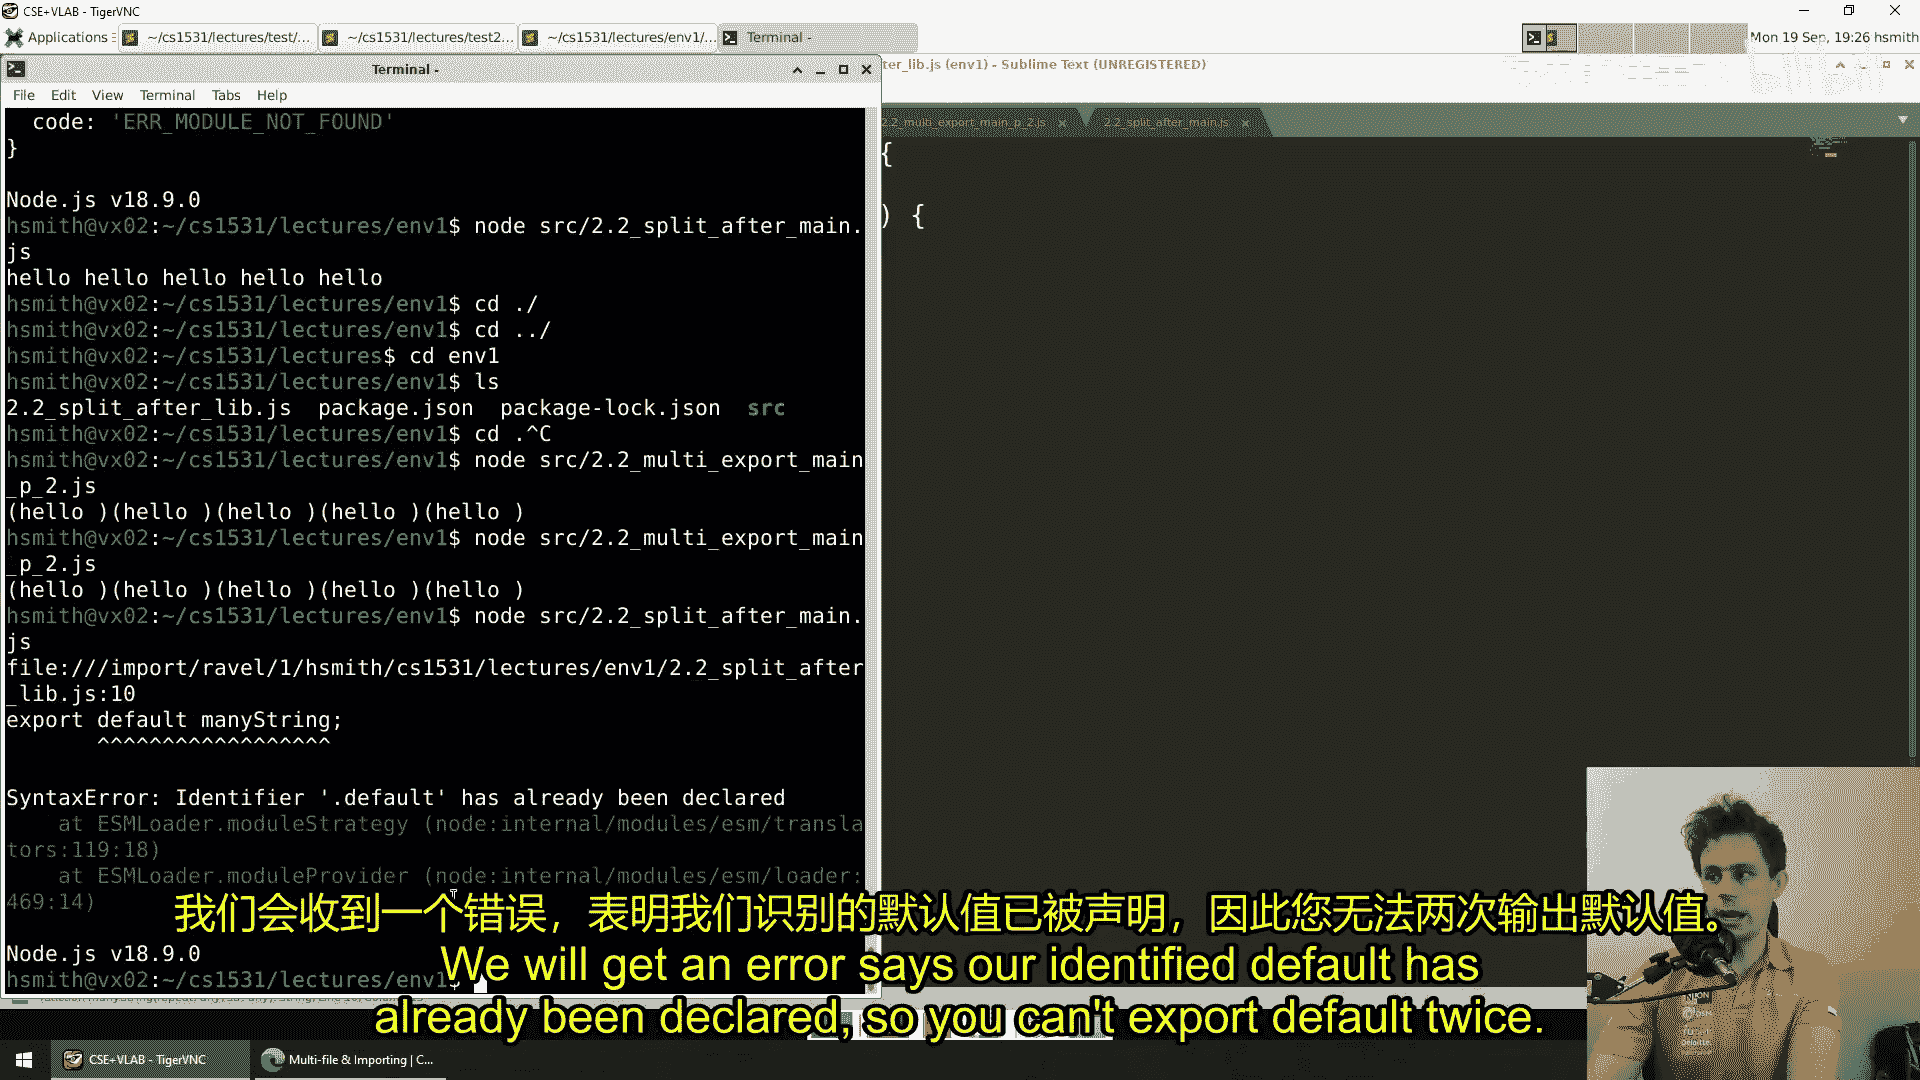 CSE+VLAB - TigerVNC
Applications
~/cs1531/lectures/test/...
~/cs1531/lectures/test2...
~/cs1531/lectures/env1/...
Terminal -
Mon 19 Sep, 19:26 hsmith
Terminal -
ter_lib.js (env1) - Sublime Text (UNREGISTERED)
File Edit View Terminal Tabs Help
2.2_multi_export_main_p_2.js
2.2_split_after_main.js
code: 'ERR_MODULE_NOT_FOUND'
}
{
) {
Node.js v18.9.0
hsmith@vx02:~/cs1531/lectures/env1$ node src/2.2_split_after_main.
js
hello hello hello hello hello
hsmith@vx02:~/cs1531/lectures/env1$ cd ./
hsmith@vx02:~/cs1531/lectures/env1$ cd ../
hsmith@vx02:~/cs1531/lectures$ cd env1
hsmith@vx02:~/cs1531/lectures/env1$ ls
2.2_split_after_lib.js package.json package-lock.json src
hsmith@vx02:~/cs1531/lectures/env1$ cd .^C
hsmith@vx02:~/cs1531/lectures/env1$ node src/2.2_multi_export_main
_p_2.js
(hello )(hello )(hello )(hello )(hello )
hsmith@vx02:~/cs1531/lectures/env1$ node src/2.2_multi_export_main
_p_2.js
(hello )(hello )(hello )(hello )(hello )
hsmith@vx02:~/cs1531/lectures/env1$ node src/2.2_split_after_main.
js
file:///import/ravel/1/hsmith/cs1531/lectures/env1/2.2_split_after
_lib.js:10
export default manyString;
^^^^^^^^^^^^^^^^^^
SyntaxError: Identifier '.default' has already been declared
at ESMLoader.moduleStrategy (node:internal/modules/esm/transla
tors:119:18)
at ESMLoader.moduleProvider (node:internal/modules/esm/loader:
469:14)
Node.js v18.9.0
hsmith@vx02:~/cs1531/lectures/env1$
我们会收到一个错误，表明我们识别的默认值已被声明，因此您无法两次输出默认值。
We will get an error says our identified default has
already been declared, so you can't export default twice.
CSE+VLAB - TigerVNC
Multi-file & Importing | C...